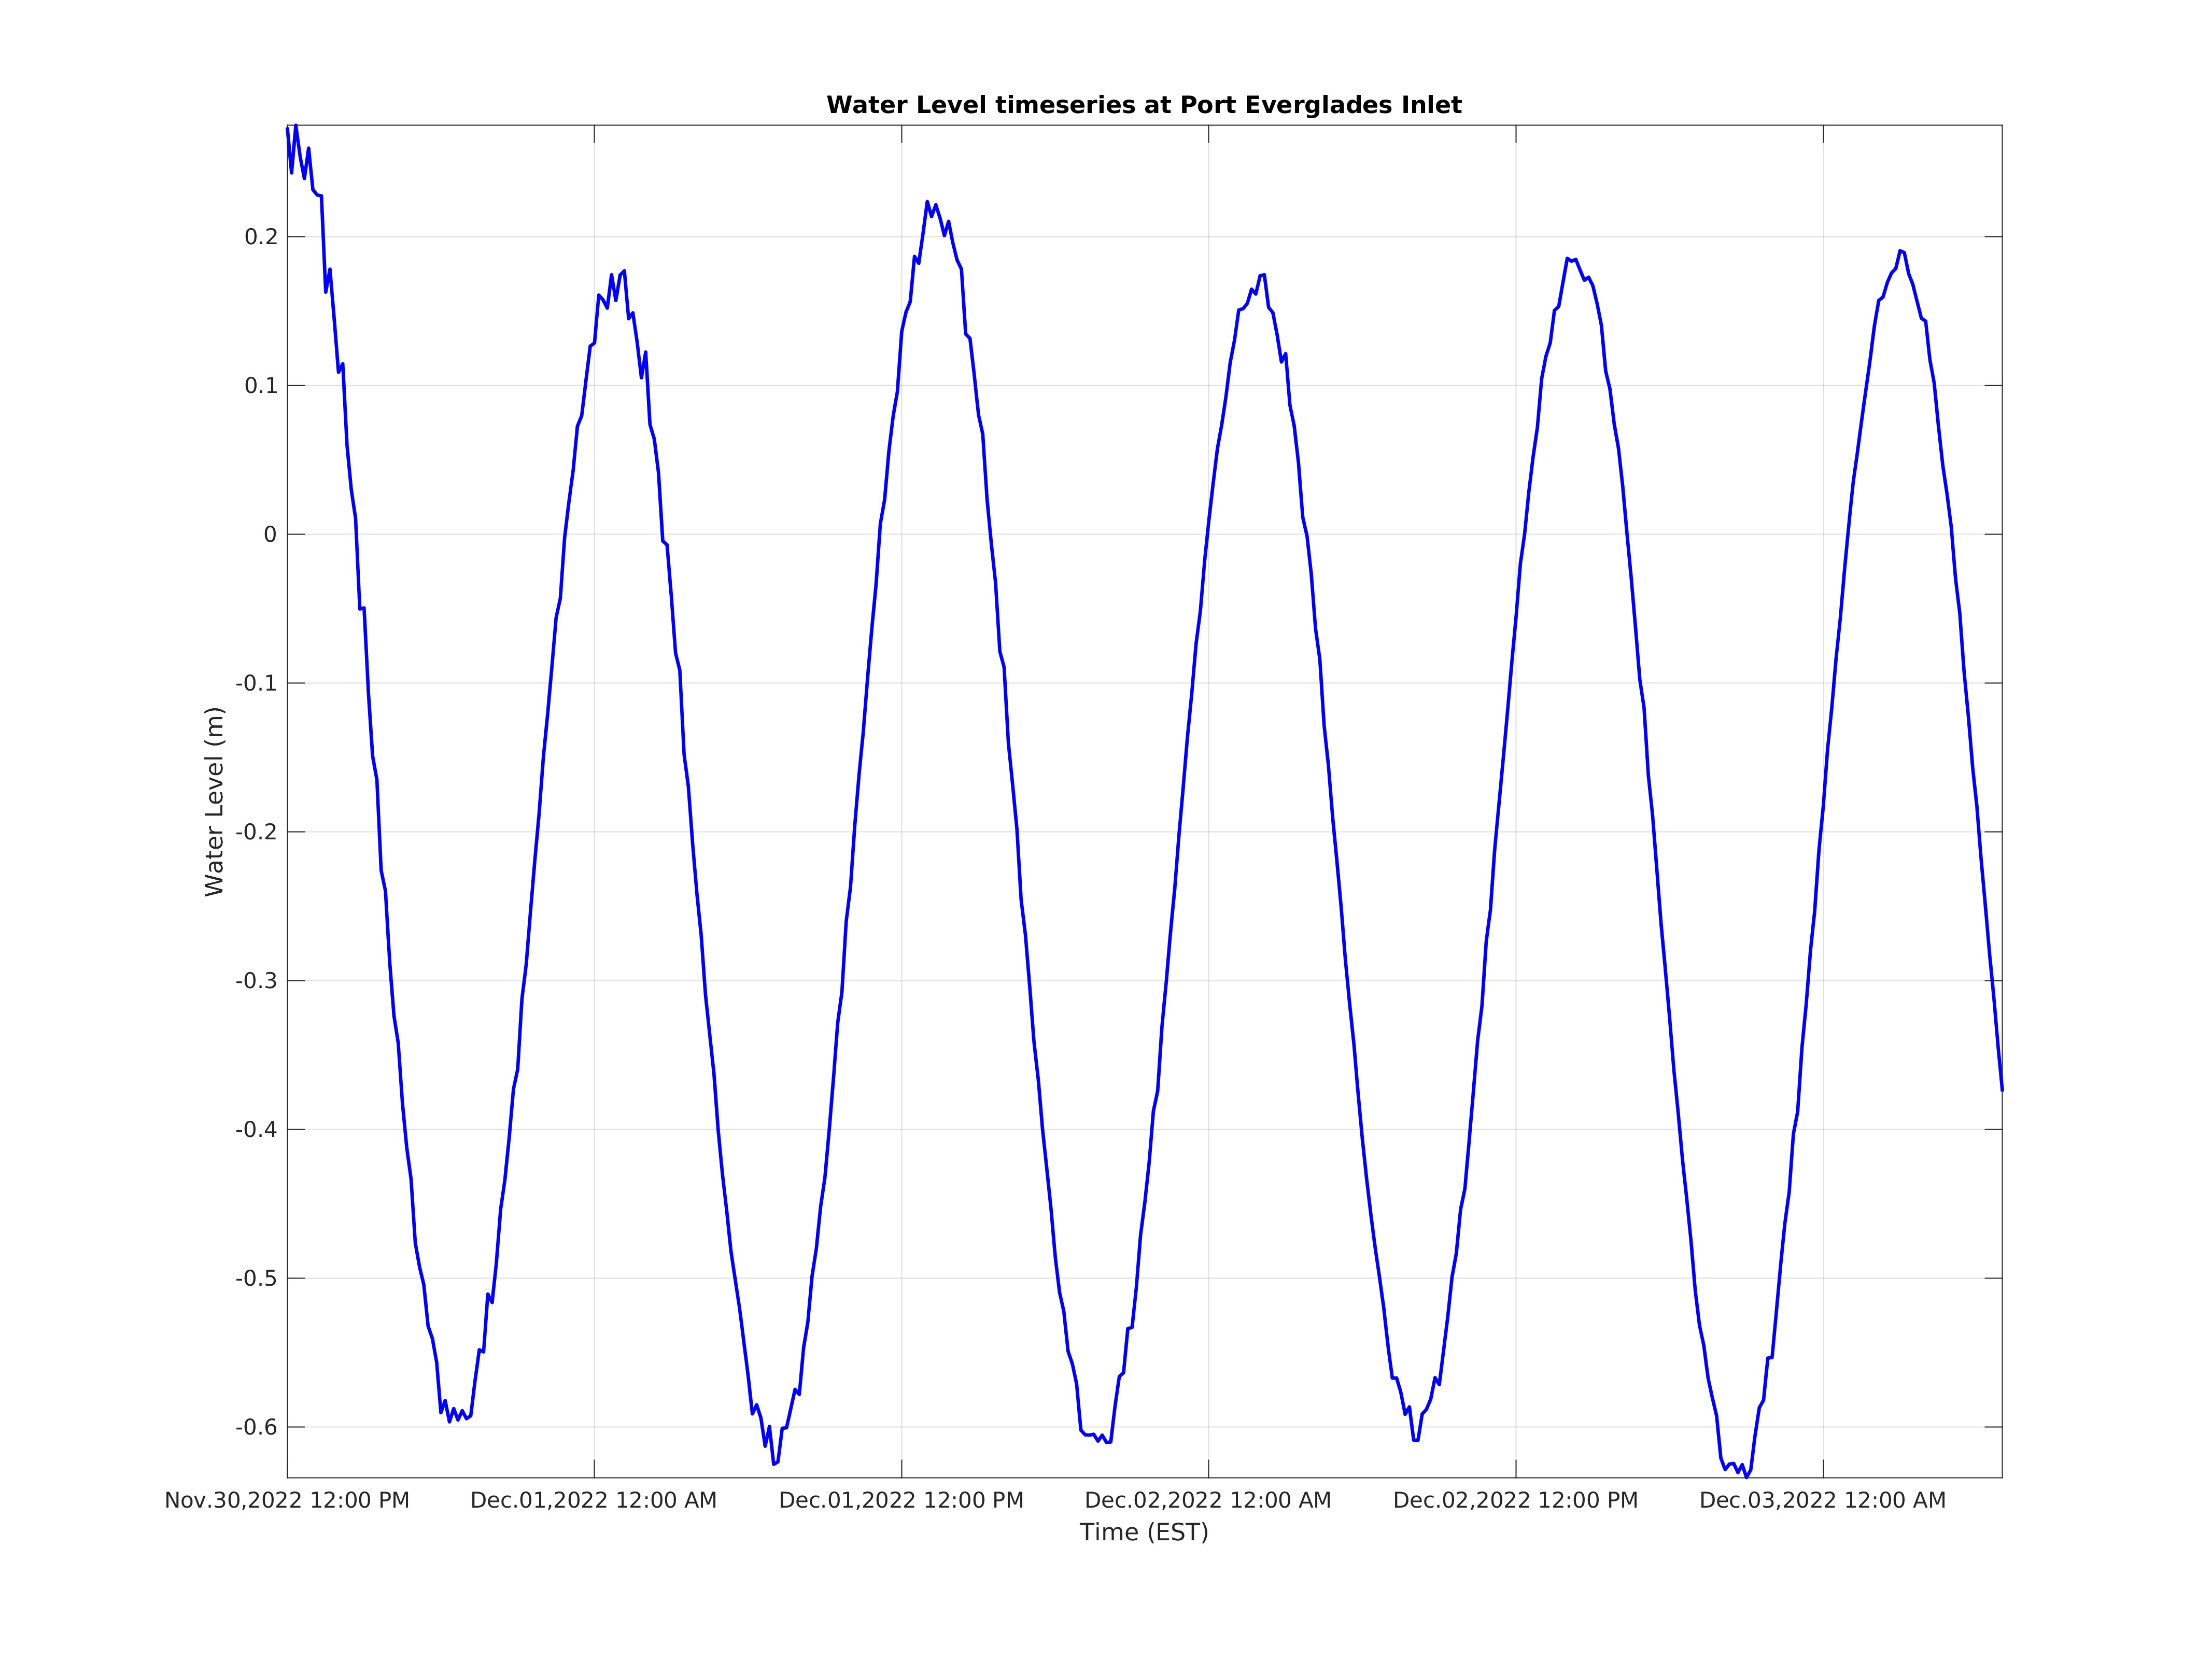 Water Level timeseries at Port Everglades Inlet
0.2
0.1
0
-0.1
-0.2
-0.3
-0.4
-0.5
-0.6
Water Level (m)
Nov.30,2022 12:00 PM Dec.01,2022 12:00 AM Dec.01,2022 12:00 PM Dec.02,2022 12:00 AM Dec.02,2022 12:00 PM Dec.03,2022 12:00 AM
Time (EST)